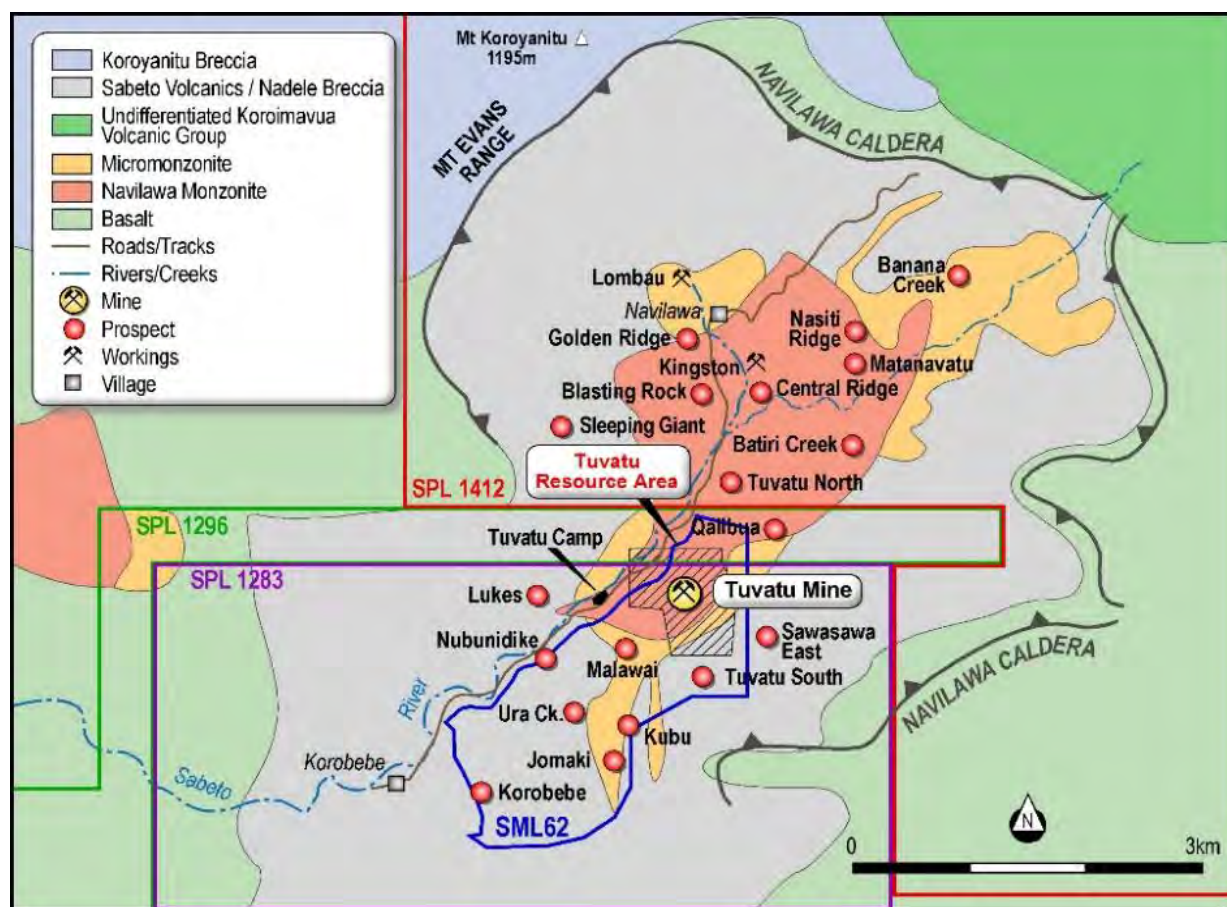 Koroyanitu Breccia
Sabeto Volcanics / Nadele Breccia
Undifferentiated Koroimavua
Volcanic Group
Micromonzonite
Navilawa Monzonite
Basalt
Roads/Tracks
Rivers/Creeks
Mine
Prospect
Workings
Village
Mt Koroyanitu
1195m
NAVILAWA CALDERA
MT EVANS
RANGE
Lombau
Navilawa
Banana
Creek
Golden Ridge
Nasiti
Ridge
Kingston
Matanavatu
Blasting Rock
Central Ridge
Sleeping Giant
Batiri Creek
Tuvatu
Resource Area
Tuvatu North
SPL 1412
SPL 1296
Qalibua
Tuvatu Camp
SPL 1283
Lukes
Tuvatu Mine
Nubunidike
Sawasawa
East
Malawai
Tuvatu South
River
Ura Ck.
Kubu
NAVILAWA CALDERA
Korobebe
Jomaki
Sabeto
Korobebe
SML62
N
0
3km